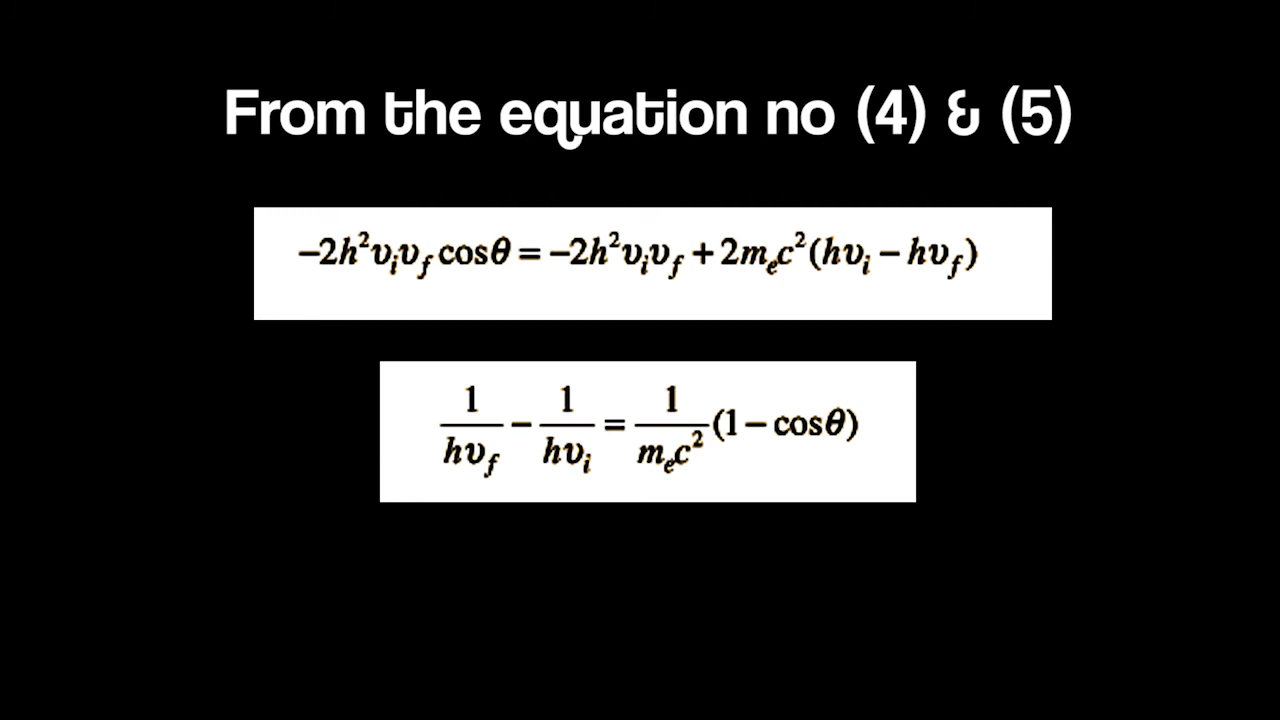 From the equation no (4) & (5)
−2h²υᵢυ_f cosθ = −2h²υᵢυ_f + 2mₑc²(hυᵢ − hυ_f)
1/hυ_f − 1/hυᵢ = 1/mₑc² (1 − cosθ)